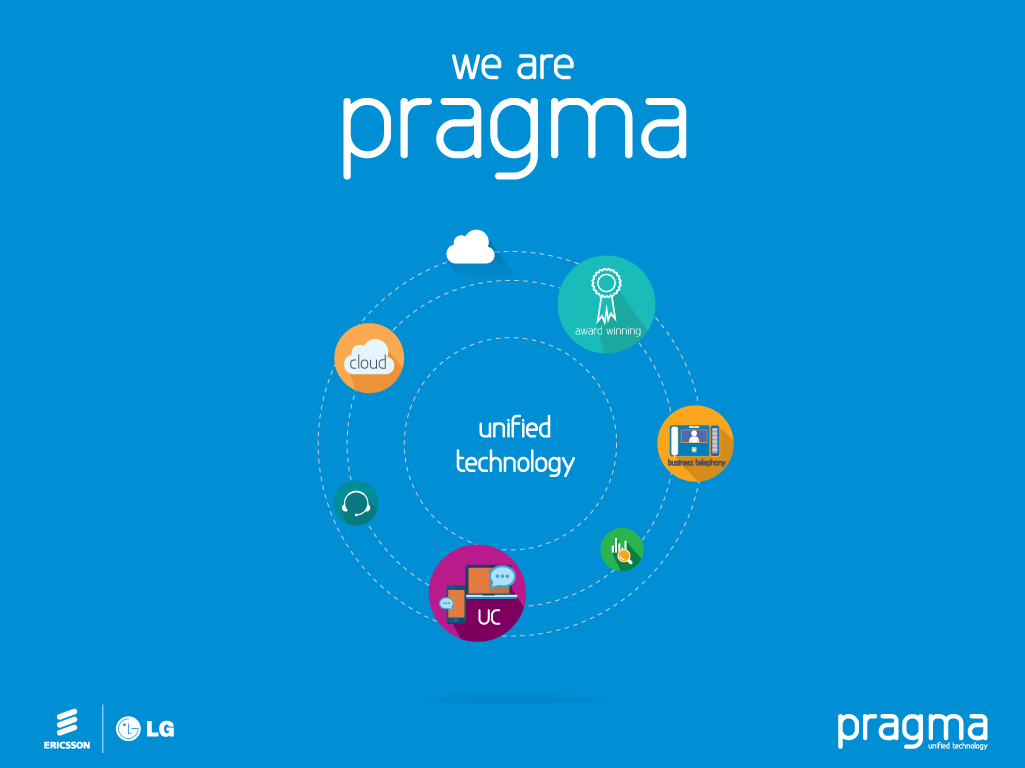 we are
pragma
award winning
cloud
unified
technology
business telephony
UC
ERICSSON
LG
pragma
unified technology